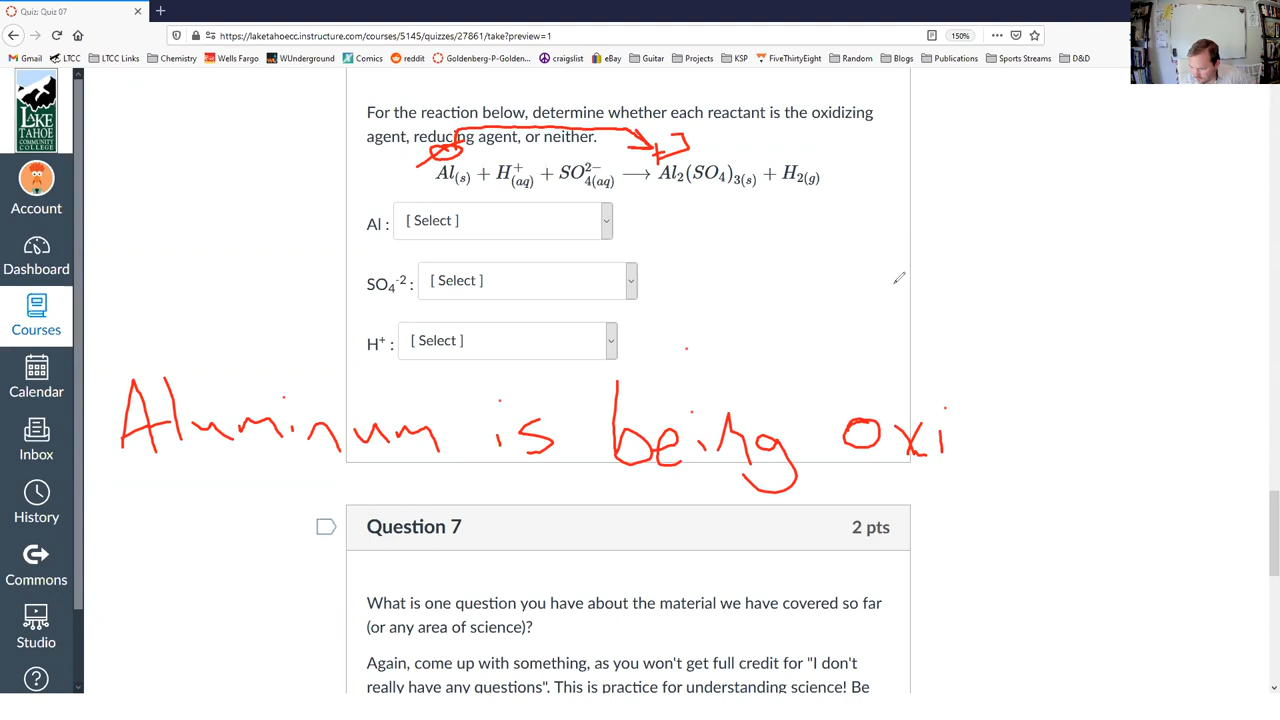 Quiz: Quiz 07
https://laketahoecc.instructure.com/courses/5145/quizzes/27861/take?preview=1
150%
Gmail LTCC LTCC Links Chemistry Wells Fargo WUnderground Comics reddit Goldenberg-P-Golden... craigslist eBay Guitar Projects KSP FiveThirtyEight Random Blogs Publications Sports Streams D&D
LAKE
TAHOE
COMMUNITY
COLLEGE
Account
Dashboard
Courses
Calendar
Inbox
History
Commons
Studio
For the reaction below, determine whether each reactant is the oxidizing
agent, reducing agent, or neither.
Al(s) + H+(aq) + SO4(aq)2− ⟶ Al2(SO4)3(s) + H2(g)
Al : [ Select ]
SO4-2 : [ Select ]
H+ : [ Select ]
Aluminum is being oxi
Question 7 2 pts
What is one question you have about the material we have covered so far
(or any area of science)?
Again, come up with something, as you won't get full credit for "I don't
really have any questions". This is practice for understanding science! Be